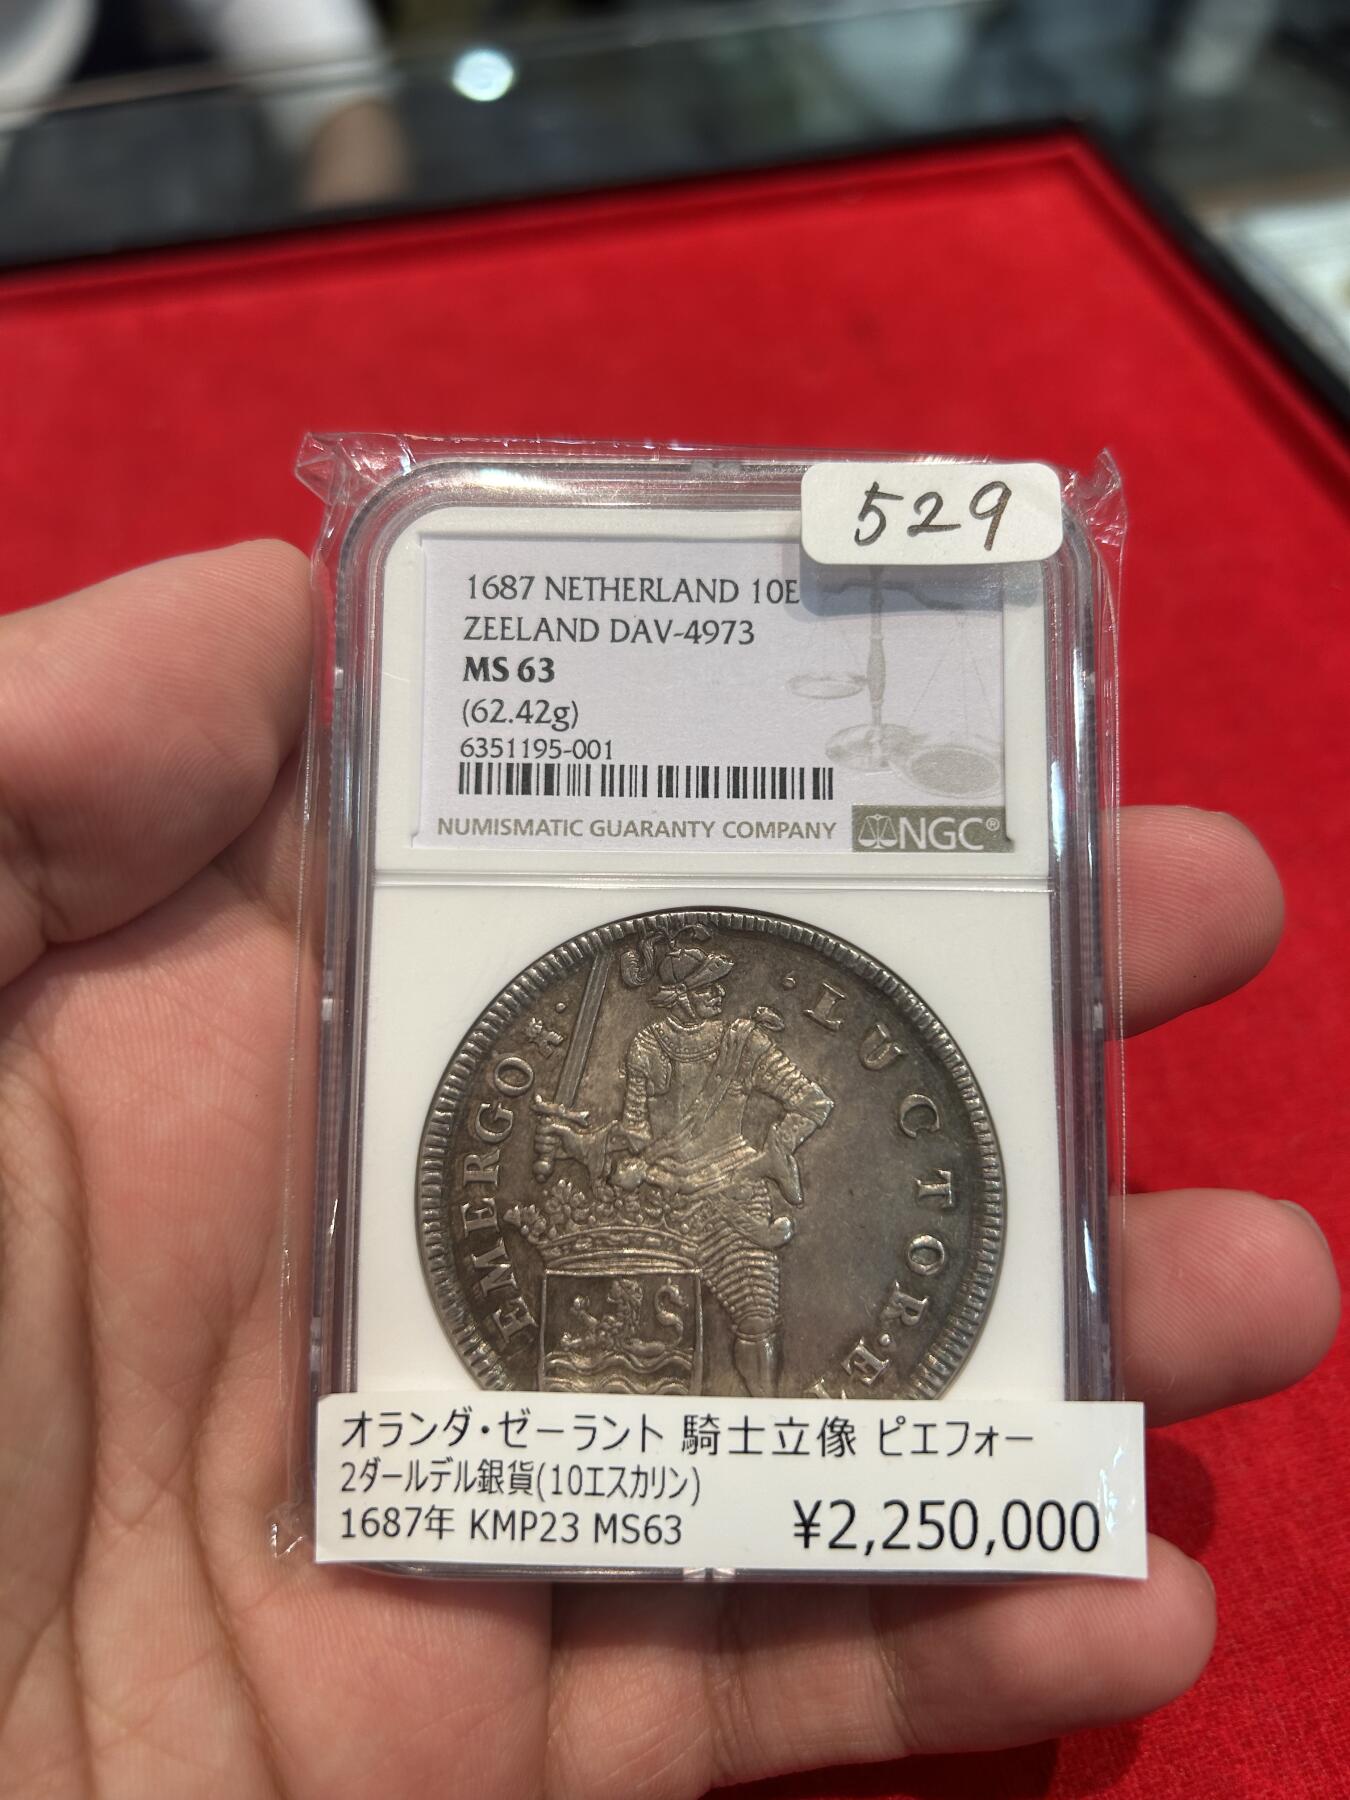 529
1687 NETHERLAND 10E
ZEELAND DAV-4973
MS 63
(62.42g)
6351195-001
NUMISMATIC GUARANTY COMPANY
NGC®
·LUCTOR·ET
EMERGO·
オランダ・ゼーラント 騎士立像 ピエフォー
2ダールデル銀貨(10エスカリン)
1687年 KMP23 MS63
¥2,250,000